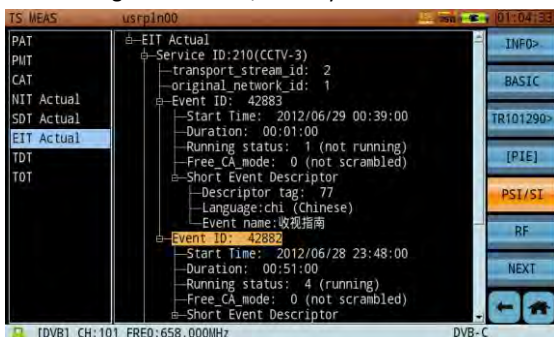 TS MEAS usrpln00 01:04:33
PAT
PMT
CAT
NIT Actual
SDT Actual
EIT Actual
TDT
TOT
EIT Actual
Service ID:210(CCTV-3)
transport_stream_id: 2
original_network_id: 1
Event ID: 42883
Start Time: 2012/06/29 00:39:00
Duration: 00:01:00
Running status: 1 (not running)
Free_CA_mode: 0 (not scrambled)
Short Event Descriptor
Descriptor tag: 77
Language:chi (Chinese)
Event name:收视指南
Event ID: 42882
Start Time: 2012/06/28 23:48:00
Duration: 00:51:00
Running status: 4 (running)
Free_CA_mode: 0 (not scrambled)
Short Event Descriptor
INFO>
BASIC
TR101290>
[PIE]
PSI/SI
RF
NEXT
[DVB] CH:101 FREQ:658.000MHz DVB-C